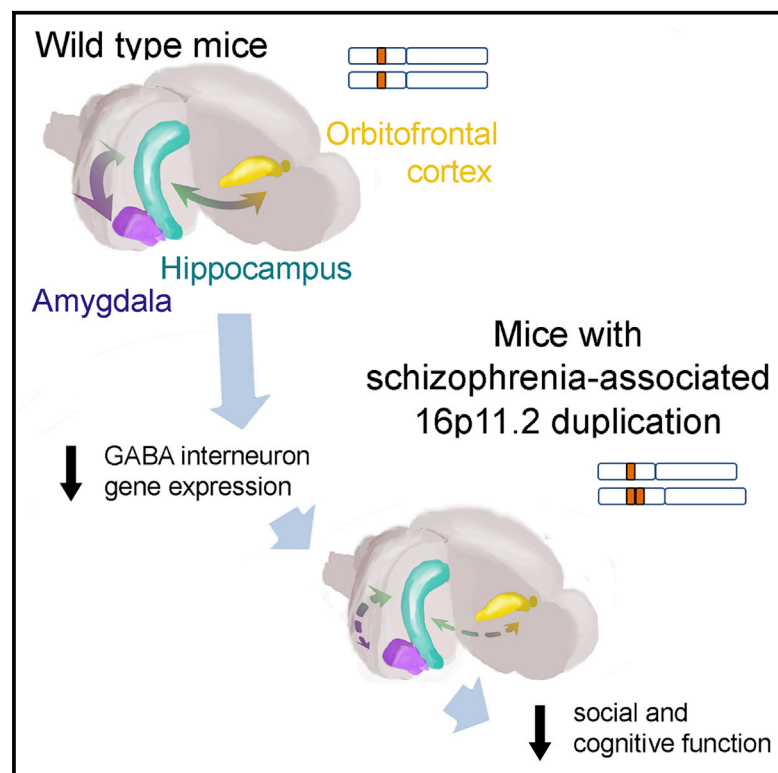 Wild type mice
Orbitofrontal
cortex
Hippocampus
Amygdala
Mice with
schizophrenia-associated
16p11.2 duplication
GABA interneuron
gene expression
social and
cognitive function